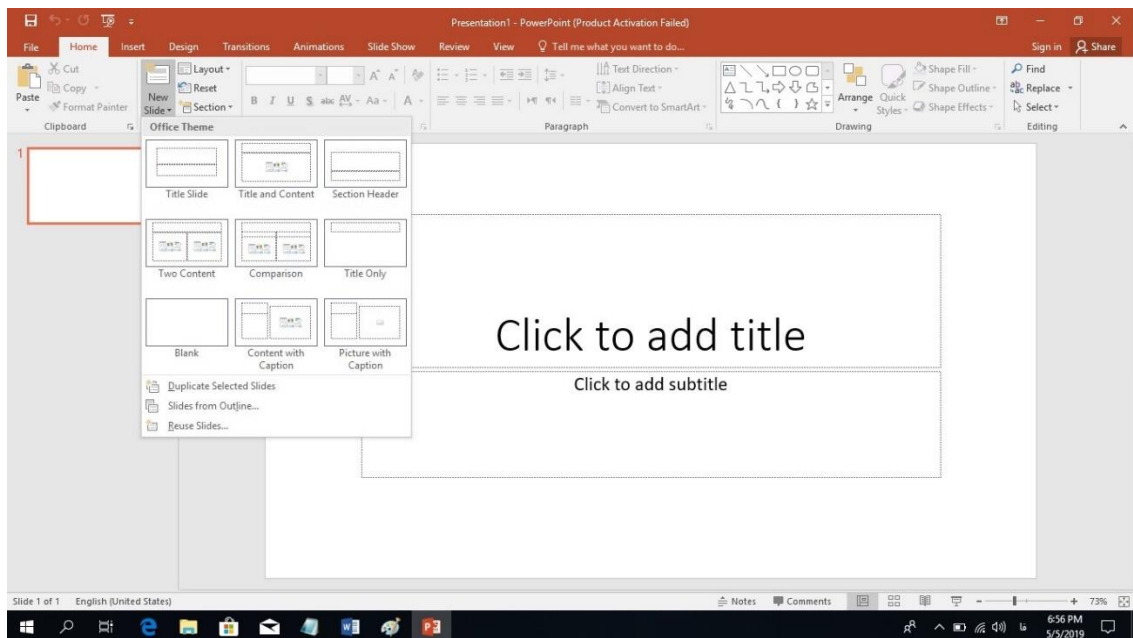 Presentation1 - PowerPoint (Product Activation Failed)
File Home Insert Design Transitions Animations Slide Show Review View Tell me what you want to do... Sign in Share
Paste
Cut
Copy
Format Painter
Clipboard
New
Slide
Layout
Reset
Section
B I U S abc AV Aa A
Text Direction
Align Text
Convert to SmartArt
Paragraph
Arrange
Quick
Styles
Shape Fill
Shape Outline
Shape Effects
Drawing
Find
Replace
Select
Editing
Office Theme
Title Slide
Title and Content
Section Header
Two Content
Comparison
Title Only
Blank
Content with
Caption
Picture with
Caption
Duplicate Selected Slides
Slides from Outline...
Reuse Slides...
1
Click to add title
Click to add subtitle
Slide 1 of 1 English (United States) Notes Comments 73%
فا
6:56 PM
5/5/2019